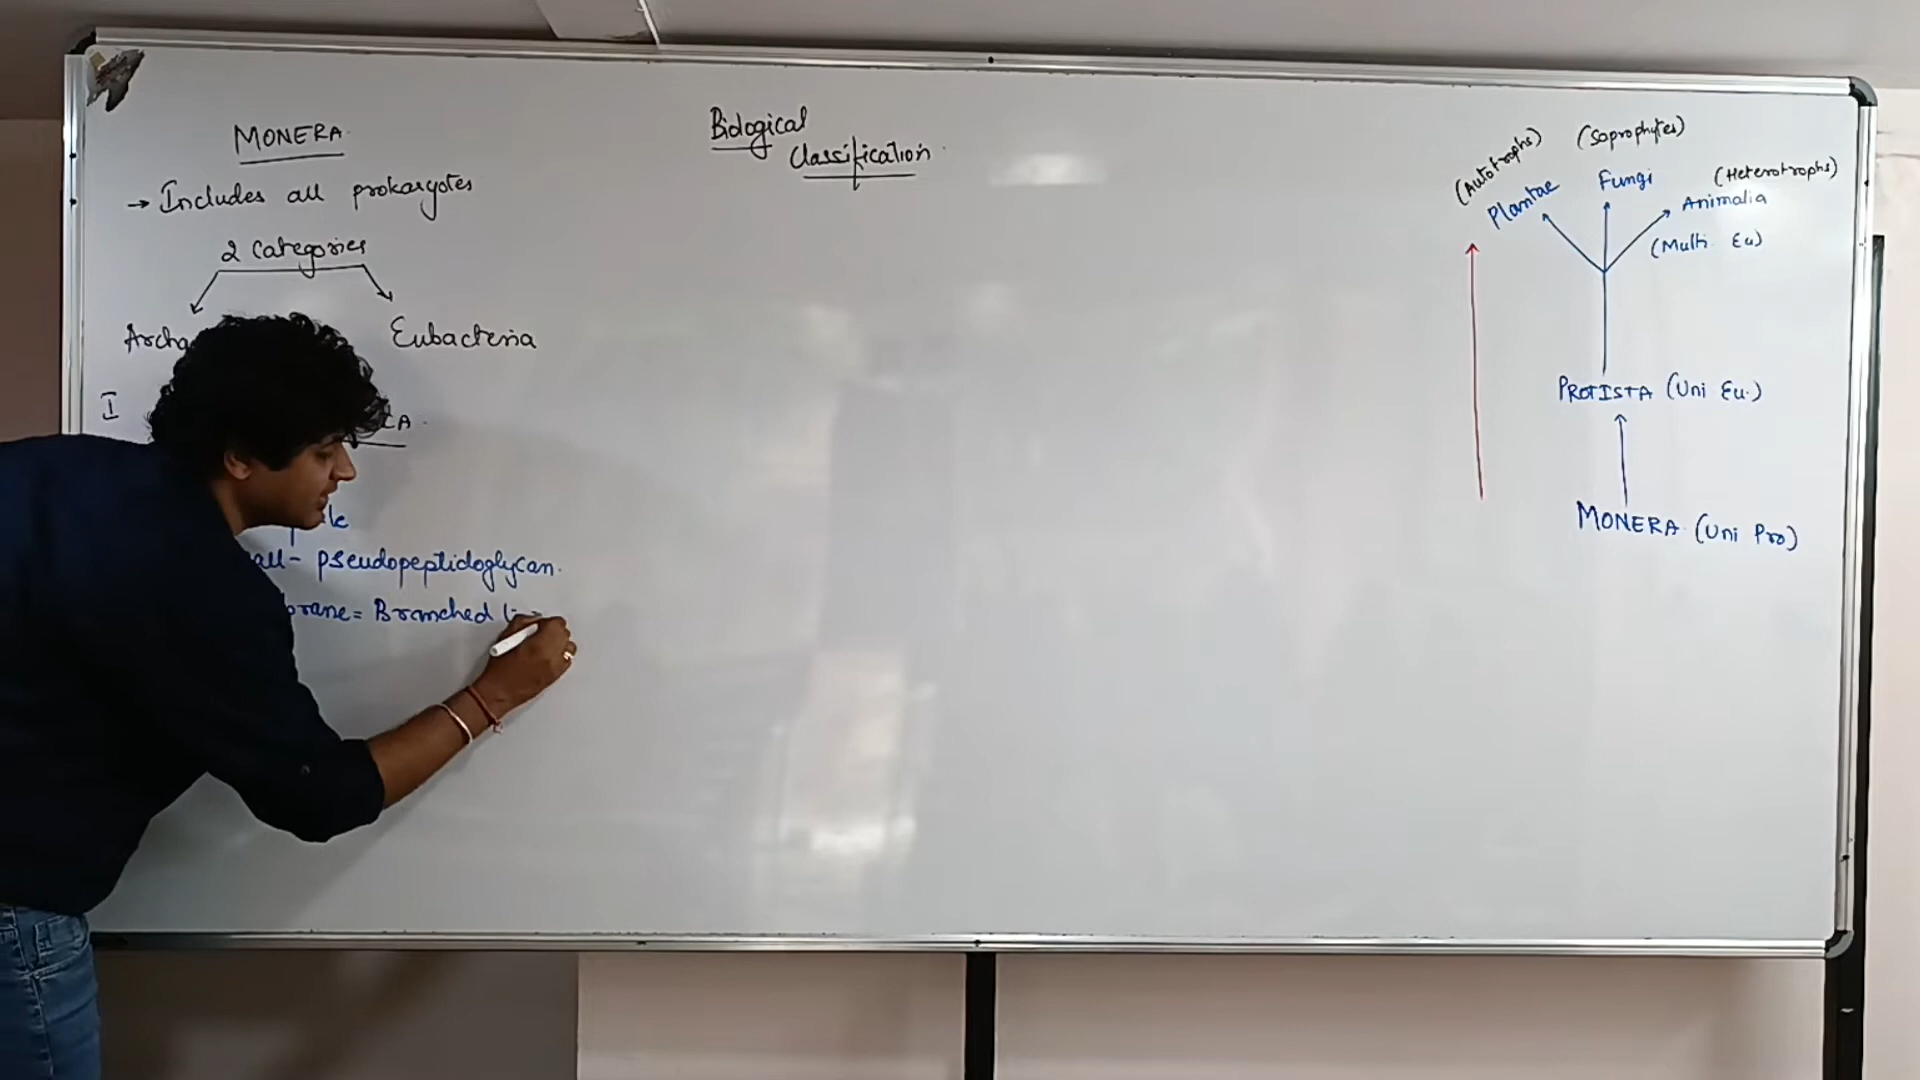 MONERA
→ Includes all prokaryotes
2 Categories
Eubacteria
I
pseudopeptidoglycan.
= Branched
Biological
Classification
(Autotrophs)
(Saprophytes)
(Heterotrophs)
Plantae
Fungi
Animalia
(Multi Eu)
PROTISTA (Uni Eu.)
MONERA (Uni Pro)